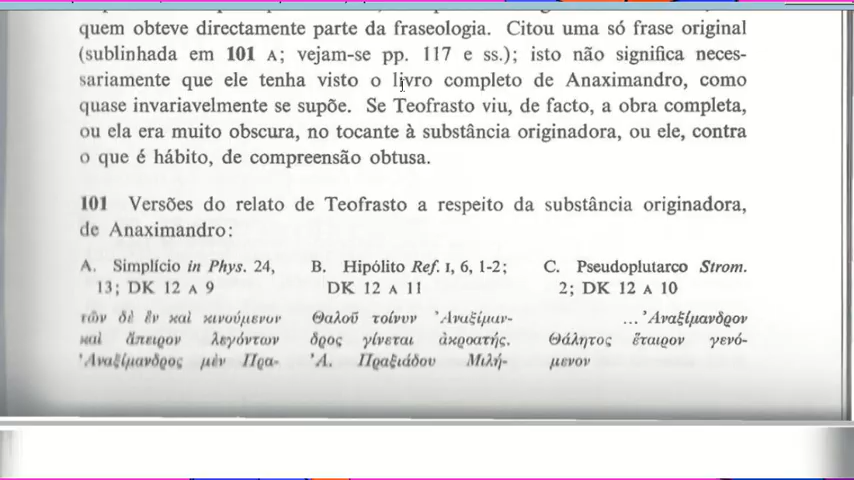 quem obteve directamente parte da fraseologia. Citou uma só frase original
(sublinhada em 101 A; vejam-se pp. 117 e ss.); isto não significa neces-
sariamente que ele tenha visto o livro completo de Anaximandro, como
quase invariavelmente se supõe. Se Teofrasto viu, de facto, a obra completa,
ou ela era muito obscura, no tocante à substância originadora, ou ele, contra
o que é hábito, de compreensão obtusa.
101 Versões do relato de Teofrasto a respeito da substância originadora,
de Anaximandro:
A. Simplício in Phys. 24,
13; DK 12 A 9
τῶν δὲ ἓν καὶ κινούμενον
καὶ ἄπειρον λεγόντων
᾿Αναξίμανδρος μὲν Πρα-
B. Hipólito Ref. I, 6, 1-2;
DK 12 A 11
Θαλοῦ τοίνυν ᾿Αναξίμαν-
δρος γίνεται ἀκροατής.
᾿Α. Πραξιάδου Μιλή-
C. Pseudoplutarco Strom.
2; DK 12 A 10
...᾿Αναξίμανδρον
Θάλητος ἕταιρον γενό-
μενον